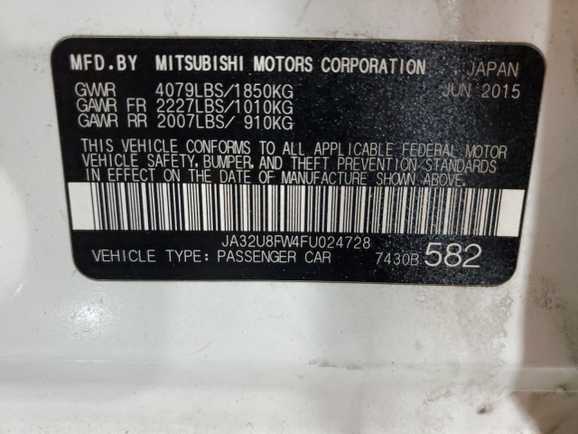 MFD.BY MITSUBISHI MOTORS CORPORATION JAPAN
GVWR 4079LBS/1850KG JUN 2015
GAWR FR 2227LBS/1010KG
GAWR RR 2007LBS/ 910KG
THIS VEHICLE CONFORMS TO ALL APPLICABLE FEDERAL MOTOR
VEHICLE SAFETY, BUMPER, AND THEFT PREVENTION STANDARDS
IN EFFECT ON THE DATE OF MANUFACTURE SHOWN ABOVE.
JA32U8FW4FU024728
VEHICLE TYPE: PASSENGER CAR 7430B 582